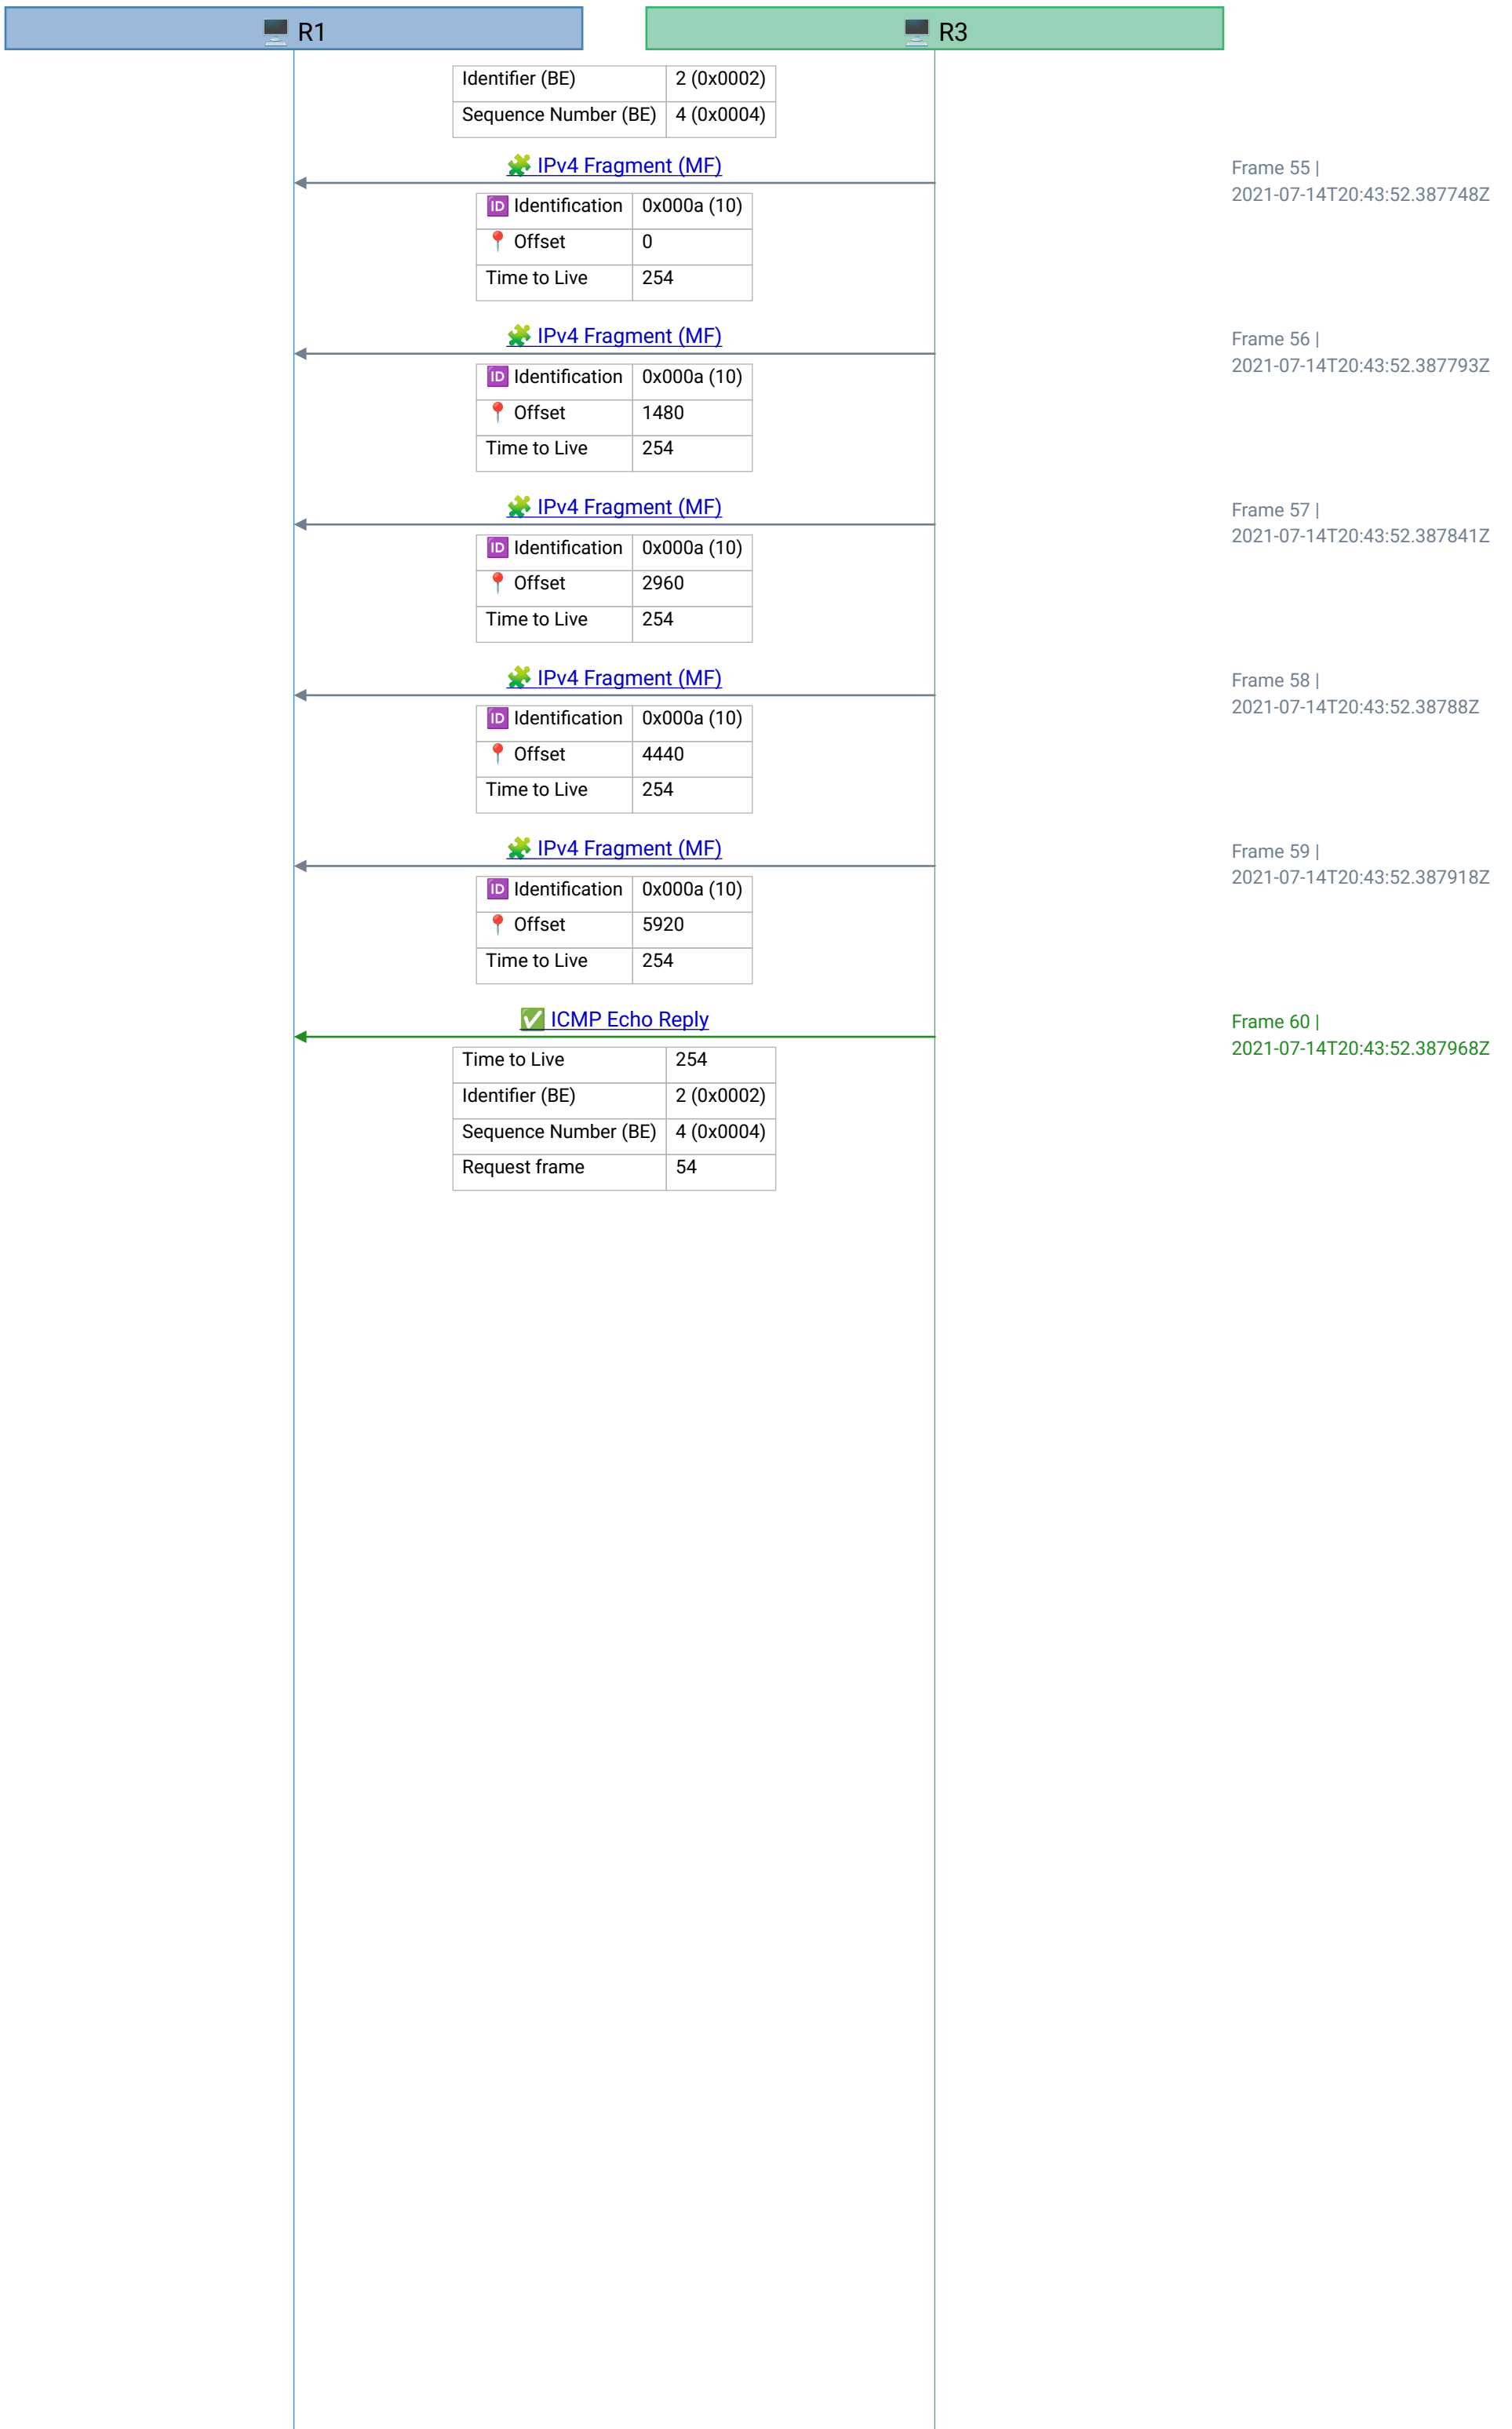 🖥️ R1
🖥️ R3
Identifier (BE) 2 (0x0002)
Sequence Number (BE) 4 (0x0004)
🧩 IPv4 Fragment (MF)
Frame 55 |
2021-07-14T20:43:52.387748Z
🆔 Identification 0x000a (10)
📍 Offset 0
Time to Live 254
🧩 IPv4 Fragment (MF)
Frame 56 |
2021-07-14T20:43:52.387793Z
🆔 Identification 0x000a (10)
📍 Offset 1480
Time to Live 254
🧩 IPv4 Fragment (MF)
Frame 57 |
2021-07-14T20:43:52.387841Z
🆔 Identification 0x000a (10)
📍 Offset 2960
Time to Live 254
🧩 IPv4 Fragment (MF)
Frame 58 |
2021-07-14T20:43:52.38788Z
🆔 Identification 0x000a (10)
📍 Offset 4440
Time to Live 254
🧩 IPv4 Fragment (MF)
Frame 59 |
2021-07-14T20:43:52.387918Z
🆔 Identification 0x000a (10)
📍 Offset 5920
Time to Live 254
✅ ICMP Echo Reply
Frame 60 |
2021-07-14T20:43:52.387968Z
Time to Live 254
Identifier (BE) 2 (0x0002)
Sequence Number (BE) 4 (0x0004)
Request frame 54